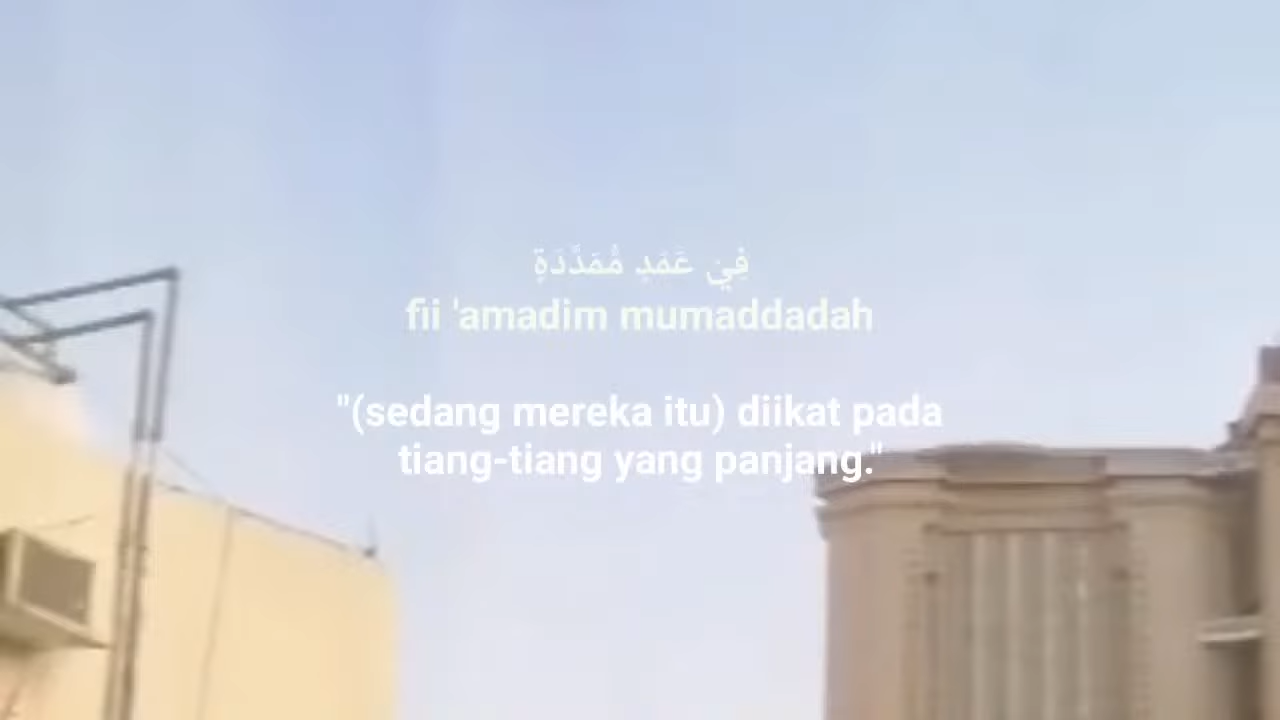 فِيْ عَمَدٍ مُّمَدَّدَةٍ
fii 'amadim mumaddadah
"(sedang mereka itu) diikat pada
tiang-tiang yang panjang."